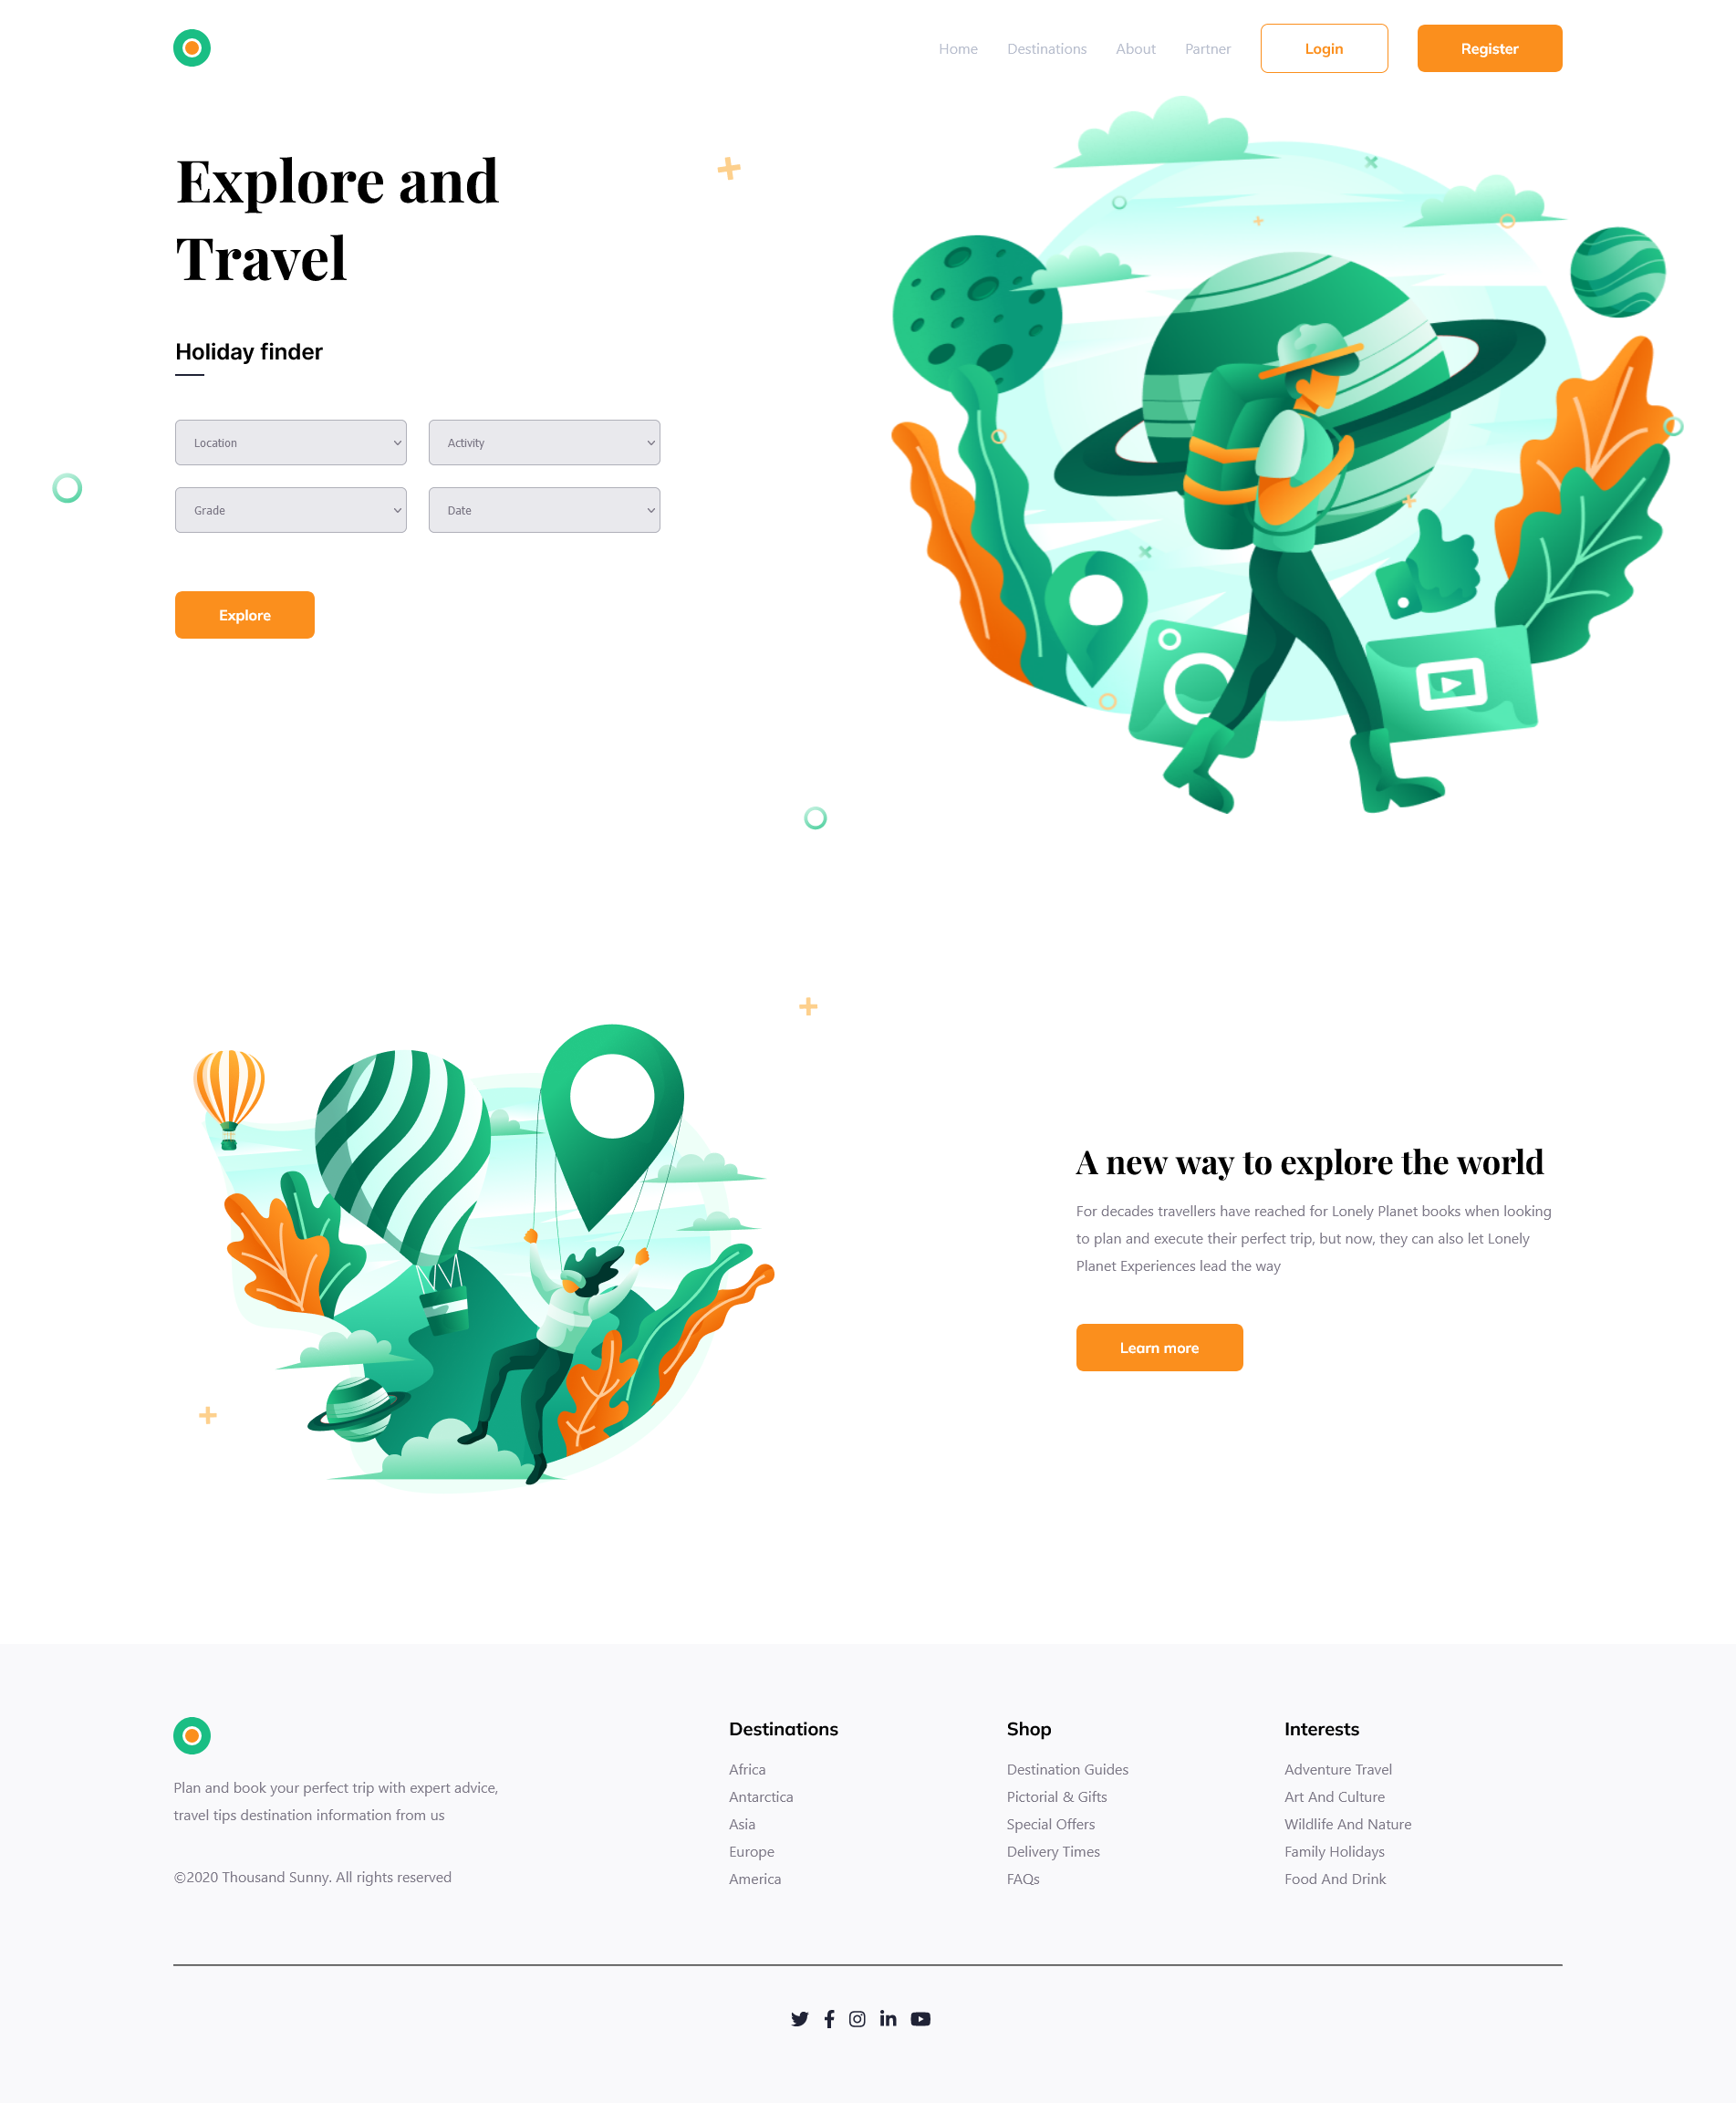 Home Destinations About Partner Login Register
Explore and
Travel
Holiday finder
Location Activity
Grade Date
Explore
A new way to explore the world
For decades travellers have reached for Lonely Planet books when looking
to plan and execute their perfect trip, but now, they can also let Lonely
Planet Experiences lead the way
Learn more
Plan and book your perfect trip with expert advice,
travel tips destination information from us
©2020 Thousand Sunny. All rights reserved
Destinations
Africa
Antarctica
Asia
Europe
America
Shop
Destination Guides
Pictorial & Gifts
Special Offers
Delivery Times
FAQs
Interests
Adventure Travel
Art And Culture
Wildlife And Nature
Family Holidays
Food And Drink